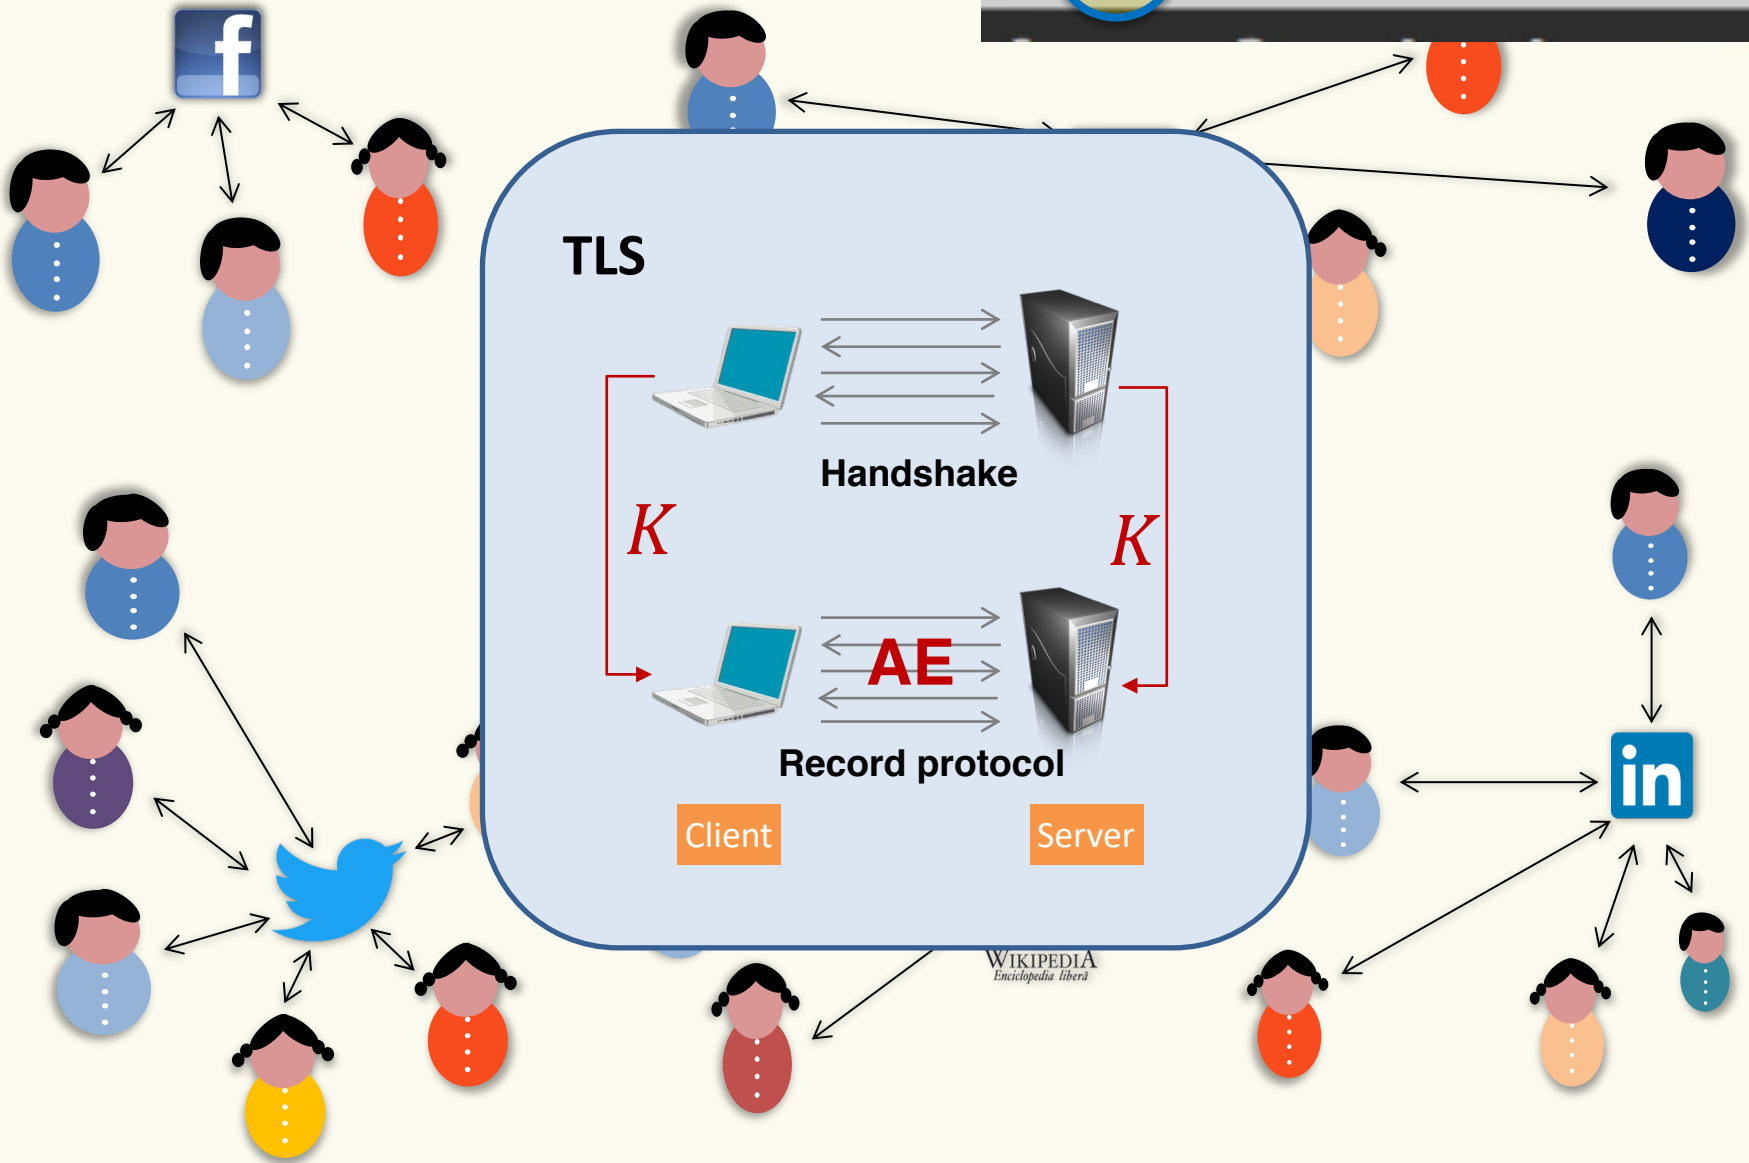 f
TLS
Handshake
K
K
AE
Record protocol
Client
Server
in
WIKIPEDIA
Enciclopedia liberă